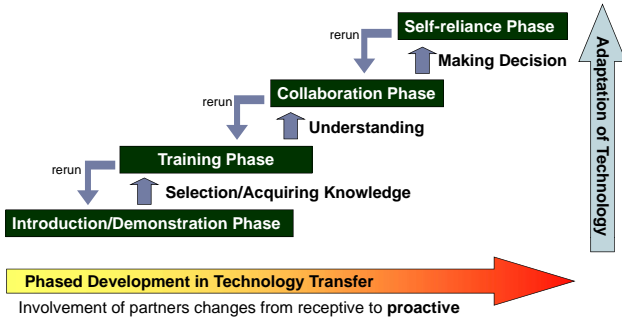 Self-reliance Phase
rerun
Making Decision
Collaboration Phase
rerun
Understanding
Training Phase
rerun
Selection/Acquiring Knowledge
Introduction/Demonstration Phase
Adaptation of Technology
Phased Development in Technology Transfer
Involvement of partners changes from receptive to proactive